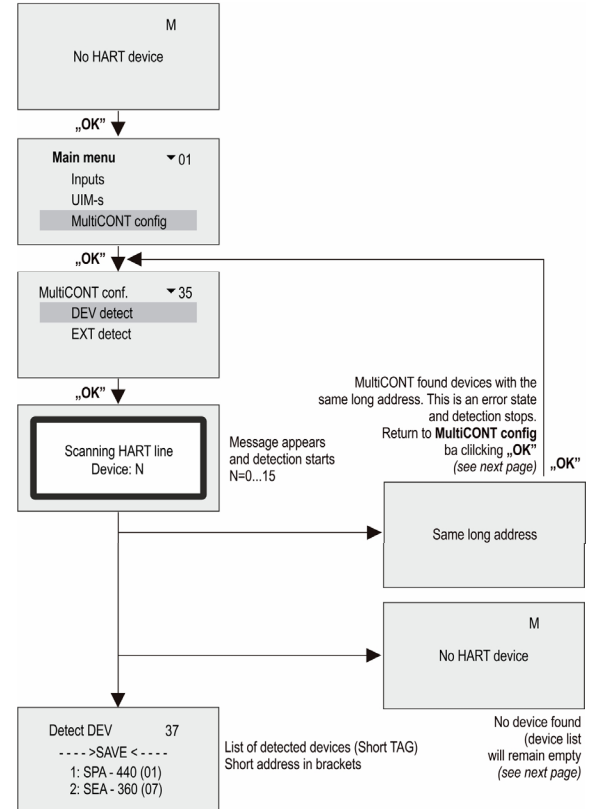 M
No HART device
„OK”
Main menu 01
Inputs
UIM-s
MultiCONT config
„OK”
MultiCONT conf. 35
DEV detect
EXT detect
„OK”
Scanning HART line
Device: N
Message appears
and detection starts
N=0...15
MultiCONT found devices with the
same long address. This is an error state
and detection stops.
Return to MultiCONT config
ba clilcking „OK”
(see next page)
„OK”
Same long address
M
No HART device
No device found
(device list
will remain empty
(see next page)
Detect DEV 37
- - - - >SAVE < - - - -
1: SPA - 440 (01)
2: SEA - 360 (07)
List of detected devices (Short TAG)
Short address in brackets